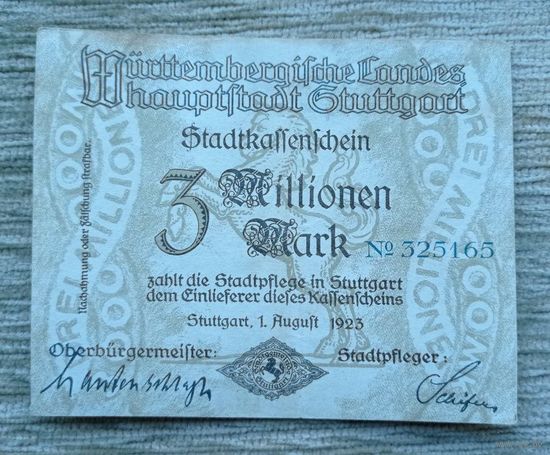 Württembergische Landes
hauptstadt Stuttgart
Stadtkassenschein
3 Millionen
Mark No 325165
zahlt die Stadtpflege in Stuttgart
dem Einlieferer dieses Kassenscheins
Stuttgart, 1. August 1923
Oberbürgermeister: Stadtpfleger:
Nachahmung oder Fälschung strafbar.